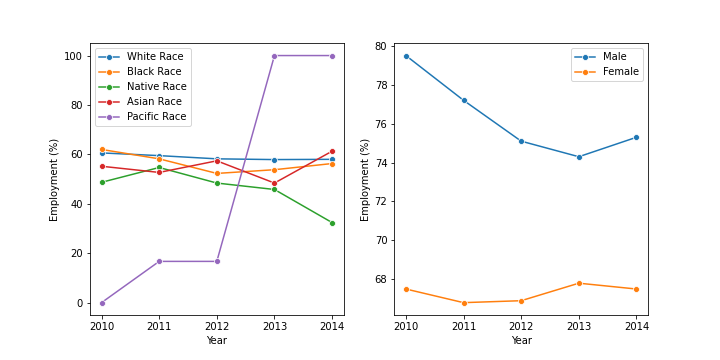 100
80
60
40
20
0
Employment (%)
White Race
Black Race
Native Race
Asian Race
Pacific Race
2010 2011 2012 2013 2014
Year
80
78
76
74
72
70
68
Employment (%)
Male
Female
2010 2011 2012 2013 2014
Year